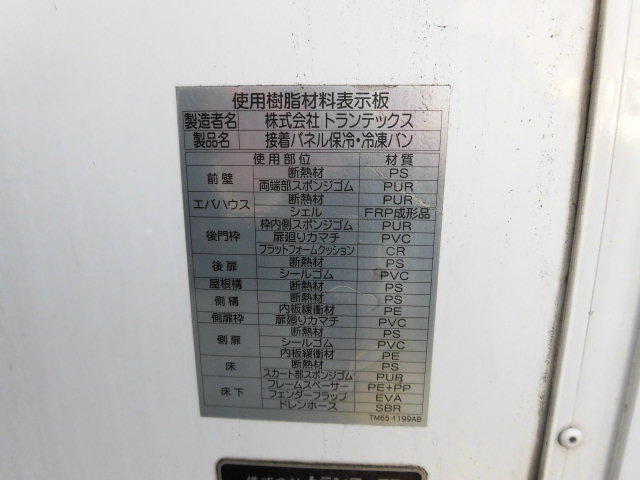 使用樹脂材料表示板
製造者名 株式会社 トランテックス
製品名 接着パネル保冷・冷凍バン
使用部位 材質
前壁 断熱材 PS
両端部スポンジゴム PUR
エバハウス 断熱材 PUR
シェル FRP成形品
後門枠 枠内側スポンジゴム PUR
扉廻りカマチ PVC
プラットフォームクッション CR
後扉 断熱材 PS
シールゴム PVC
屋根構 断熱材 PS
側構 断熱材 PS
内板緩衝材 PE
側扉枠 扉廻りカマチ PVC
側扉 断熱材 PS
シールゴム PVC
内板緩衝材 PE
床 断熱材 PS
スカート部スポンジゴム PUR
床下 フレームスペーサー PE+PP
フェンダーフラップ EVA
ドレンホース SBR
TM65 1199AB